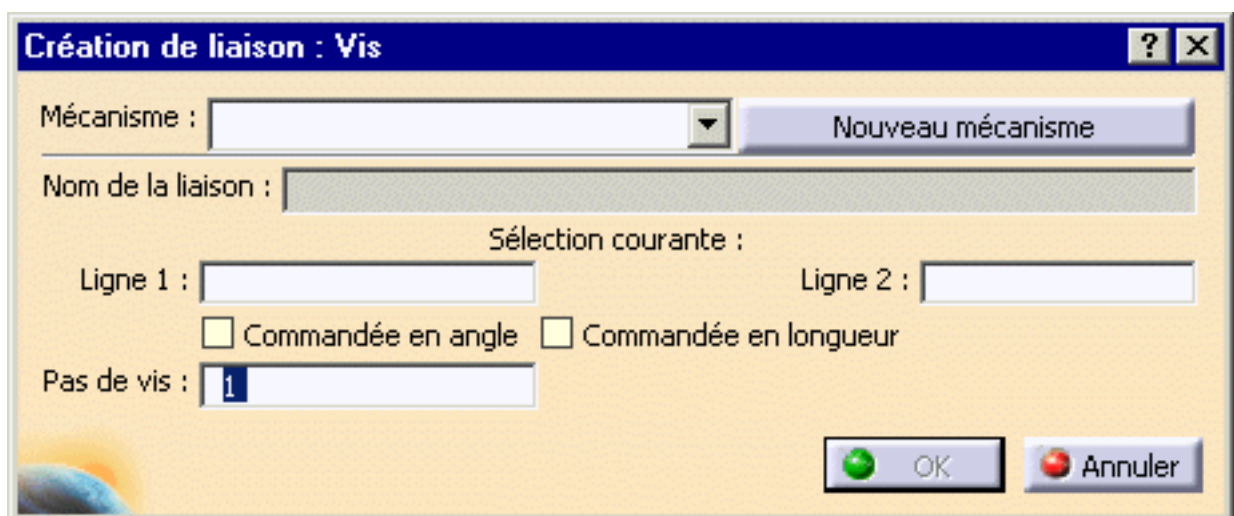 Création de liaison : Vis
Mécanisme : Nouveau mécanisme
Nom de la liaison :
Sélection courante :
Ligne 1 : Ligne 2 :
Commandée en angle Commandée en longueur
Pas de vis : 1
OK Annuler